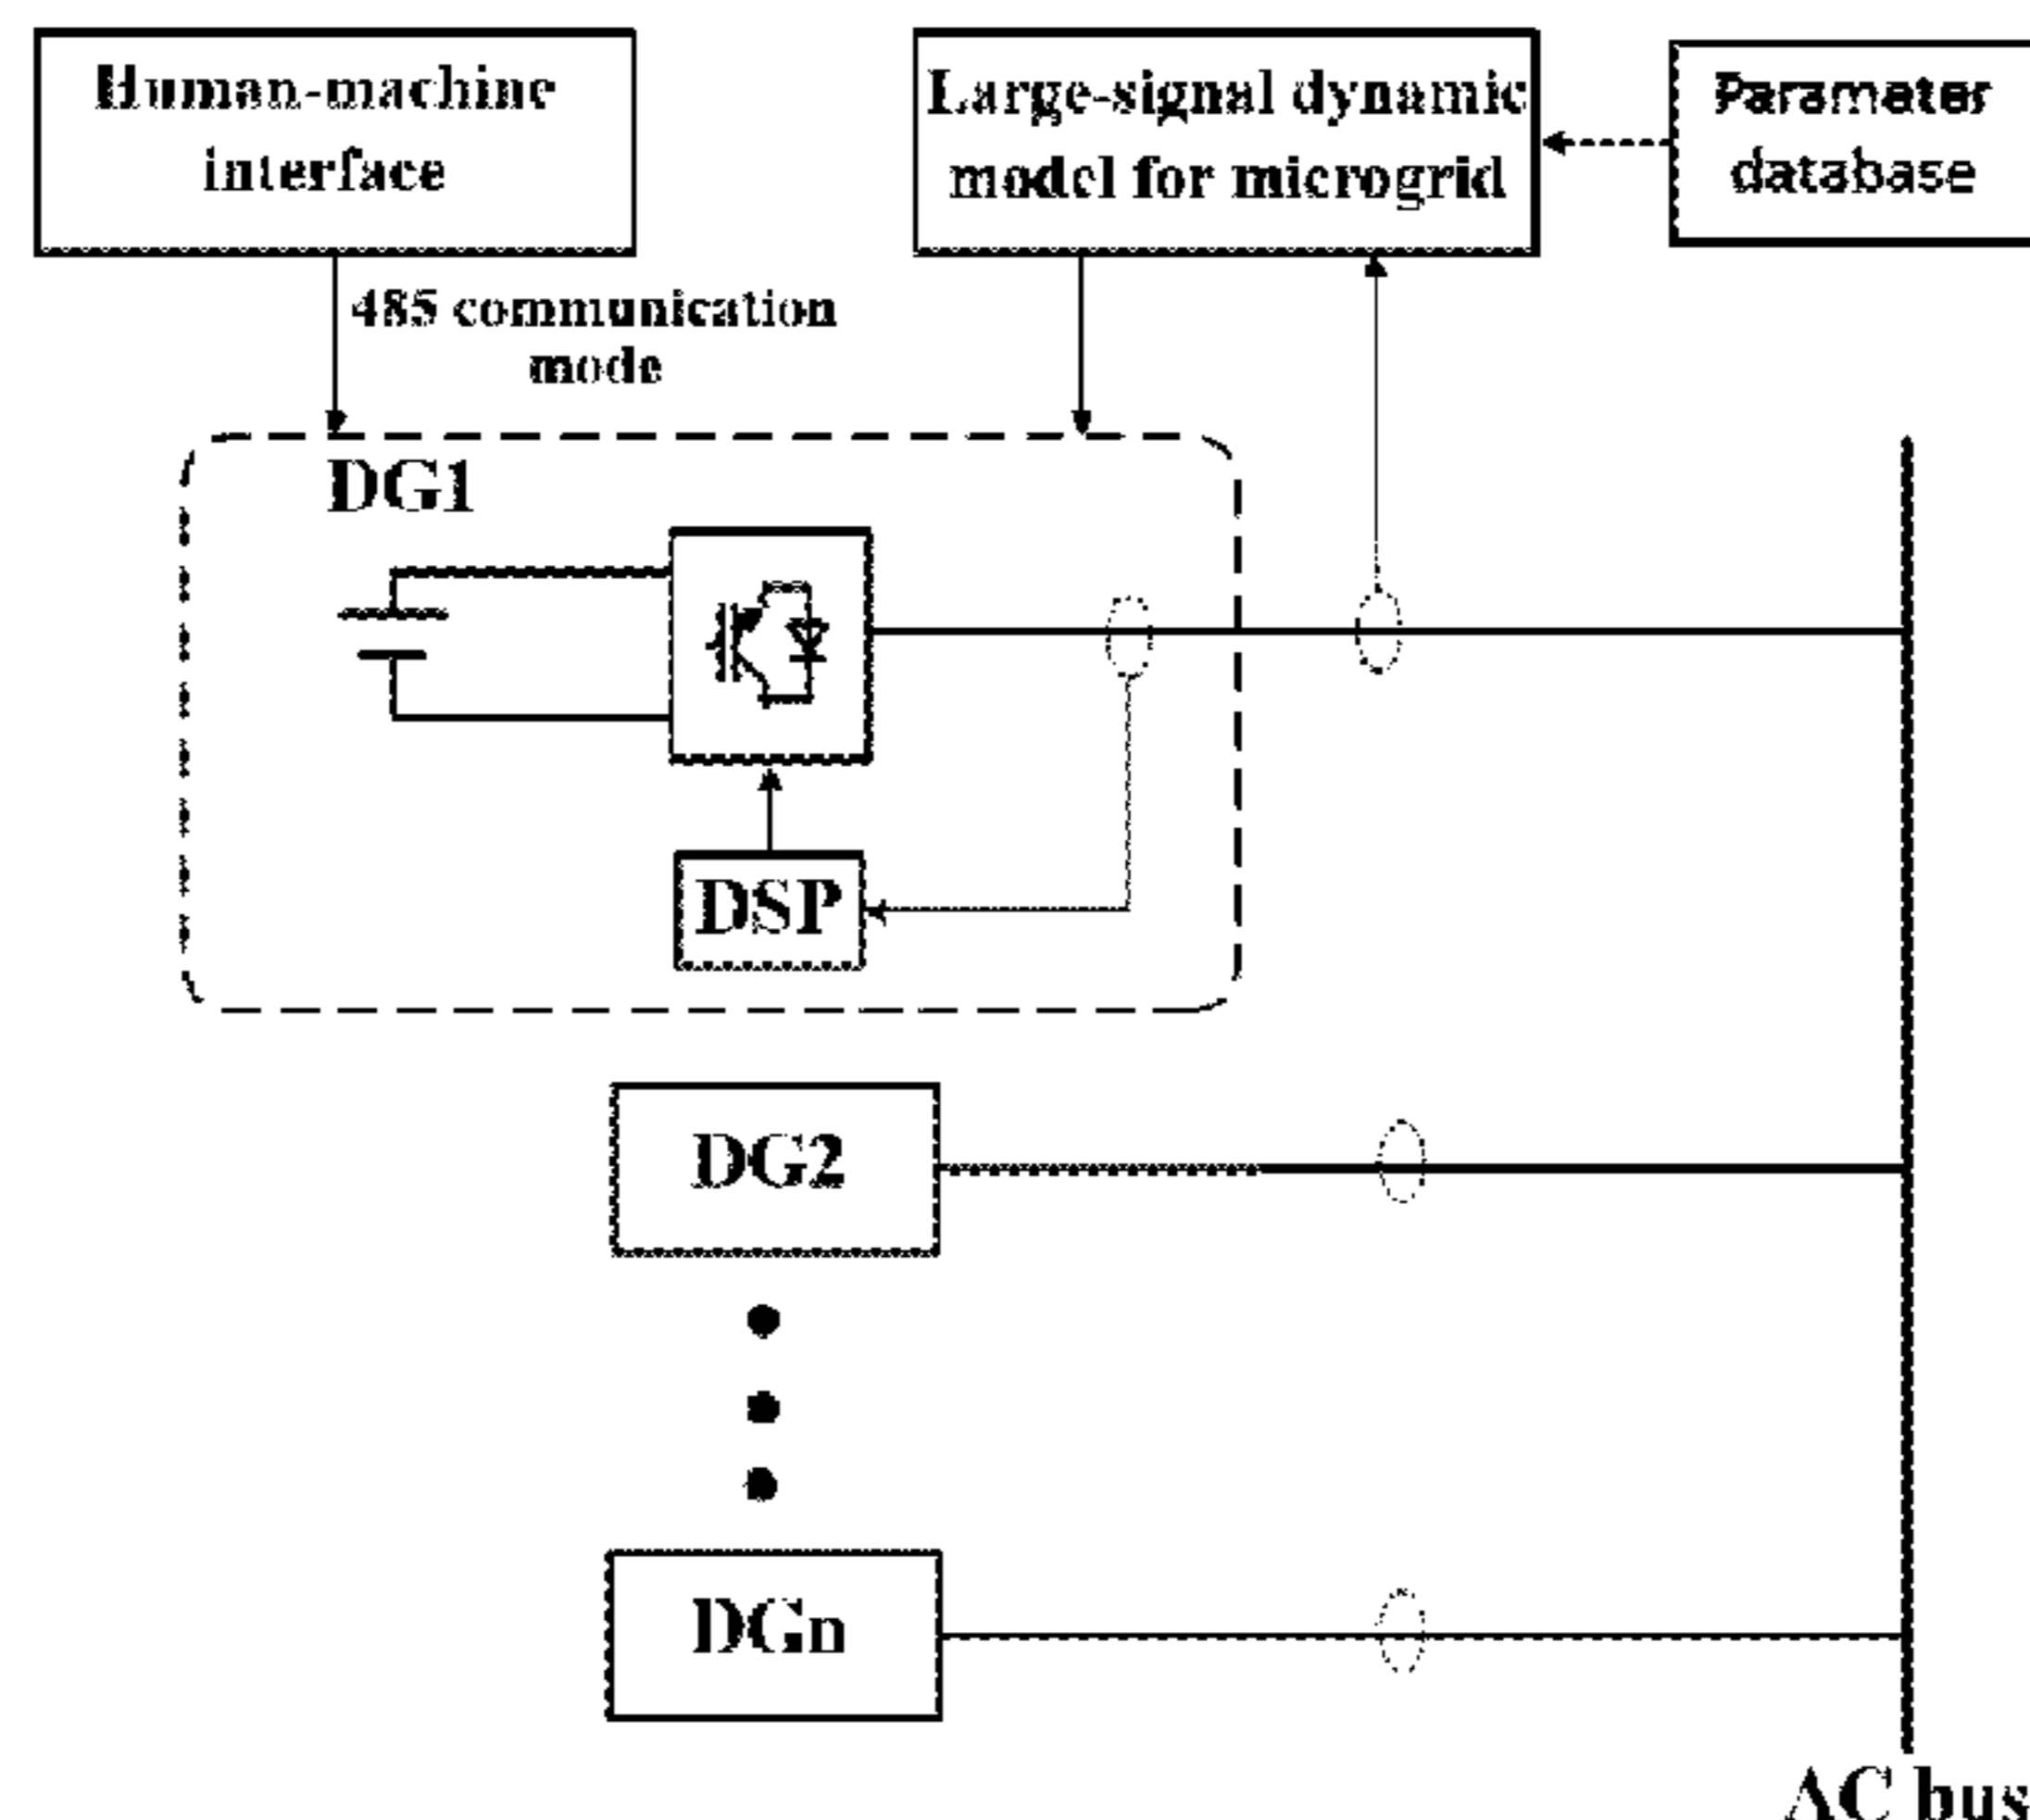 Human-machine
interface
Large-signal dynamic
model for microgrid
Parameter
database
485 communication
mode
DG1
DSP
DG2
DGn
AC bus